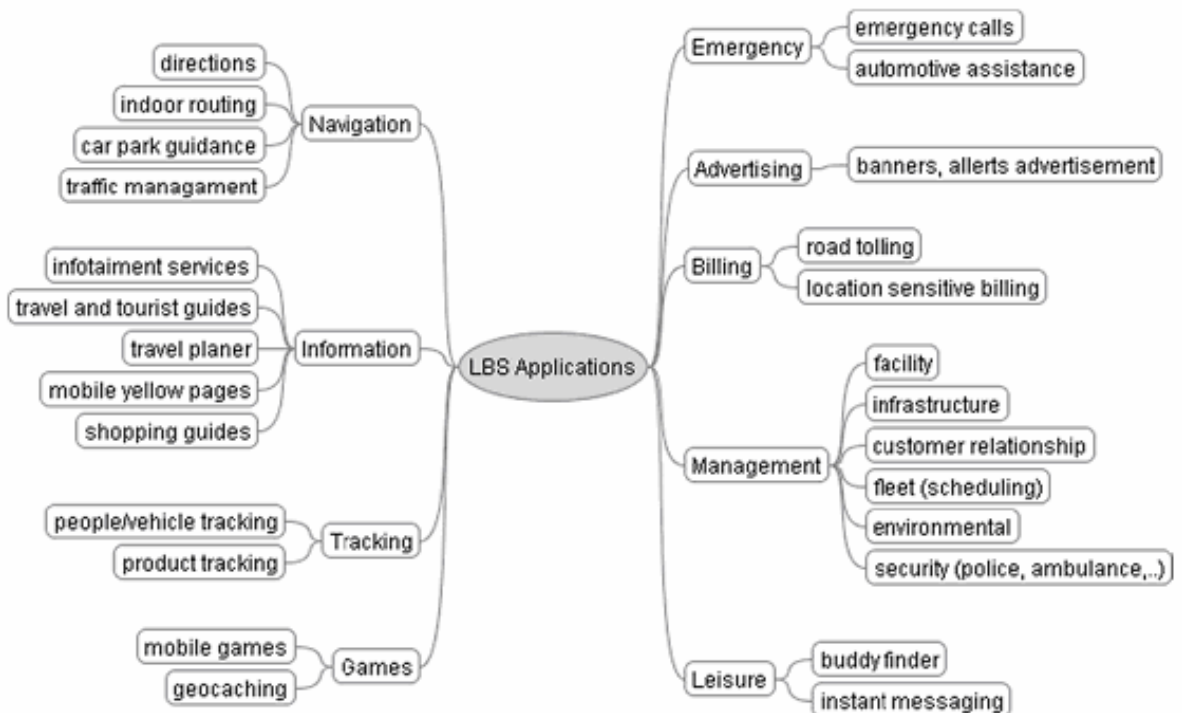 LBS Applications
Navigation
directions
indoor routing
car park guidance
traffic managament
Information
infotaiment services
travel and tourist guides
travel planer
mobile yellow pages
shopping guides
Tracking
people/vehicle tracking
product tracking
Games
mobile games
geocaching
Emergency
emergency calls
automotive assistance
Advertising
banners, allerts advertisement
Billing
road tolling
location sensitive billing
Management
facility
infrastructure
customer relationship
fleet (scheduling)
environmental
security (police, ambulance,..)
Leisure
buddy finder
instant messaging